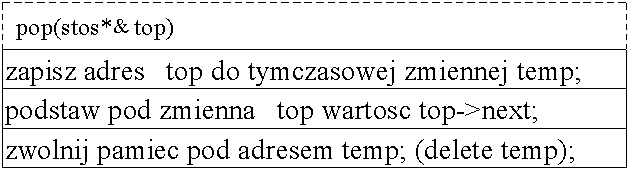 pop(stos*& top)
zapisz adres top do tymczasowej zmiennej temp;
podstaw pod zmienna top wartosc top->next;
zwolnij pamiec pod adresem temp; (delete temp);